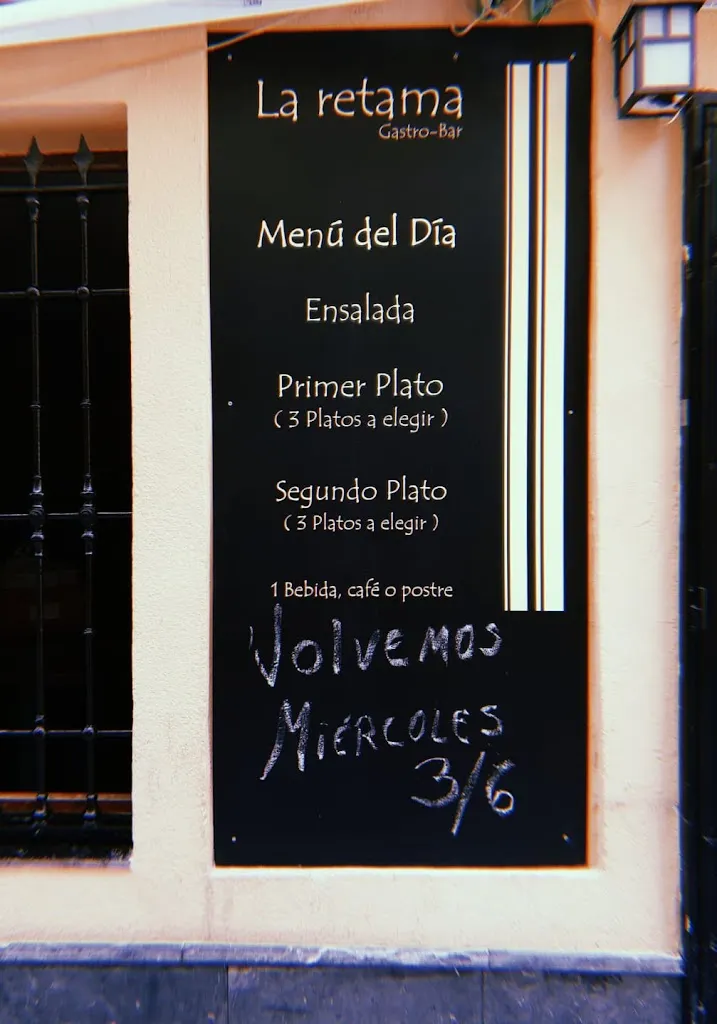 La retama
Gastro-Bar
Menú del Día
Ensalada
Primer Plato
( 3 Platos a elegir )
Segundo Plato
( 3 Platos a elegir )
1 Bebida, café o postre
VOLVEMOS
MIÉRCOLES
3/6